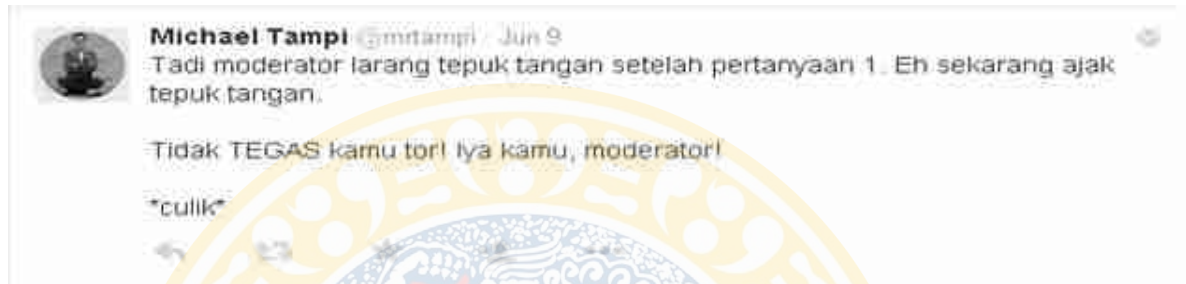 Michael Tampi @mrtampi · Jun 9
Tadi moderator larang tepuk tangan setelah pertanyaan 1. Eh sekarang ajak
tepuk tangan.
Tidak TEGAS kamu tor! Iya kamu, moderator!
*culik*